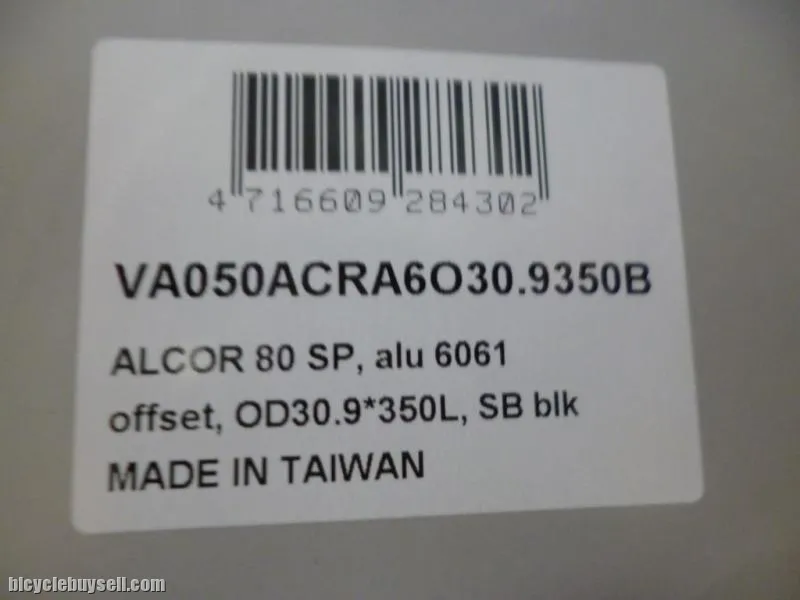 4 716609 284302
VA050ACRA6O30.9350B
ALCOR 80 SP, alu 6061
offset, OD30.9*350L, SB blk
MADE IN TAIWAN
bicyclebuysell.com